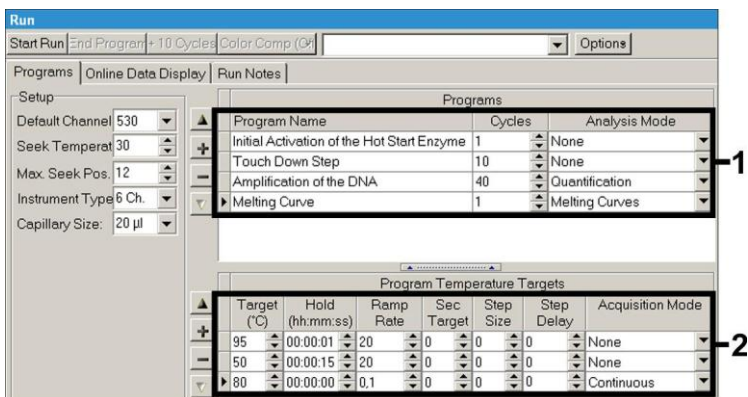 Run
Start Run End Program + 10 Cycles Color Comp (Off) Options
Programs Online Data Display Run Notes
Setup
Default Channel 530
Seek Temperat 30
Max. Seek Pos. 12
Instrument Type 6 Ch.
Capillary Size: 20 µl
Programs
Program Name Cycles Analysis Mode
Initial Activation of the Hot Start Enzyme 1 None
Touch Down Step 10 None
Amplification of the DNA 40 Quantification
Melting Curve 1 Melting Curves
1
Program Temperature Targets
Target (°C) Hold (hh:mm:ss) Ramp Rate Sec Target Step Size Step Delay Acquisition Mode
95 00:00:01 20 0 0 0 None
50 00:00:15 20 0 0 0 None
80 00:00:00 0,1 0 0 0 Continuous
2